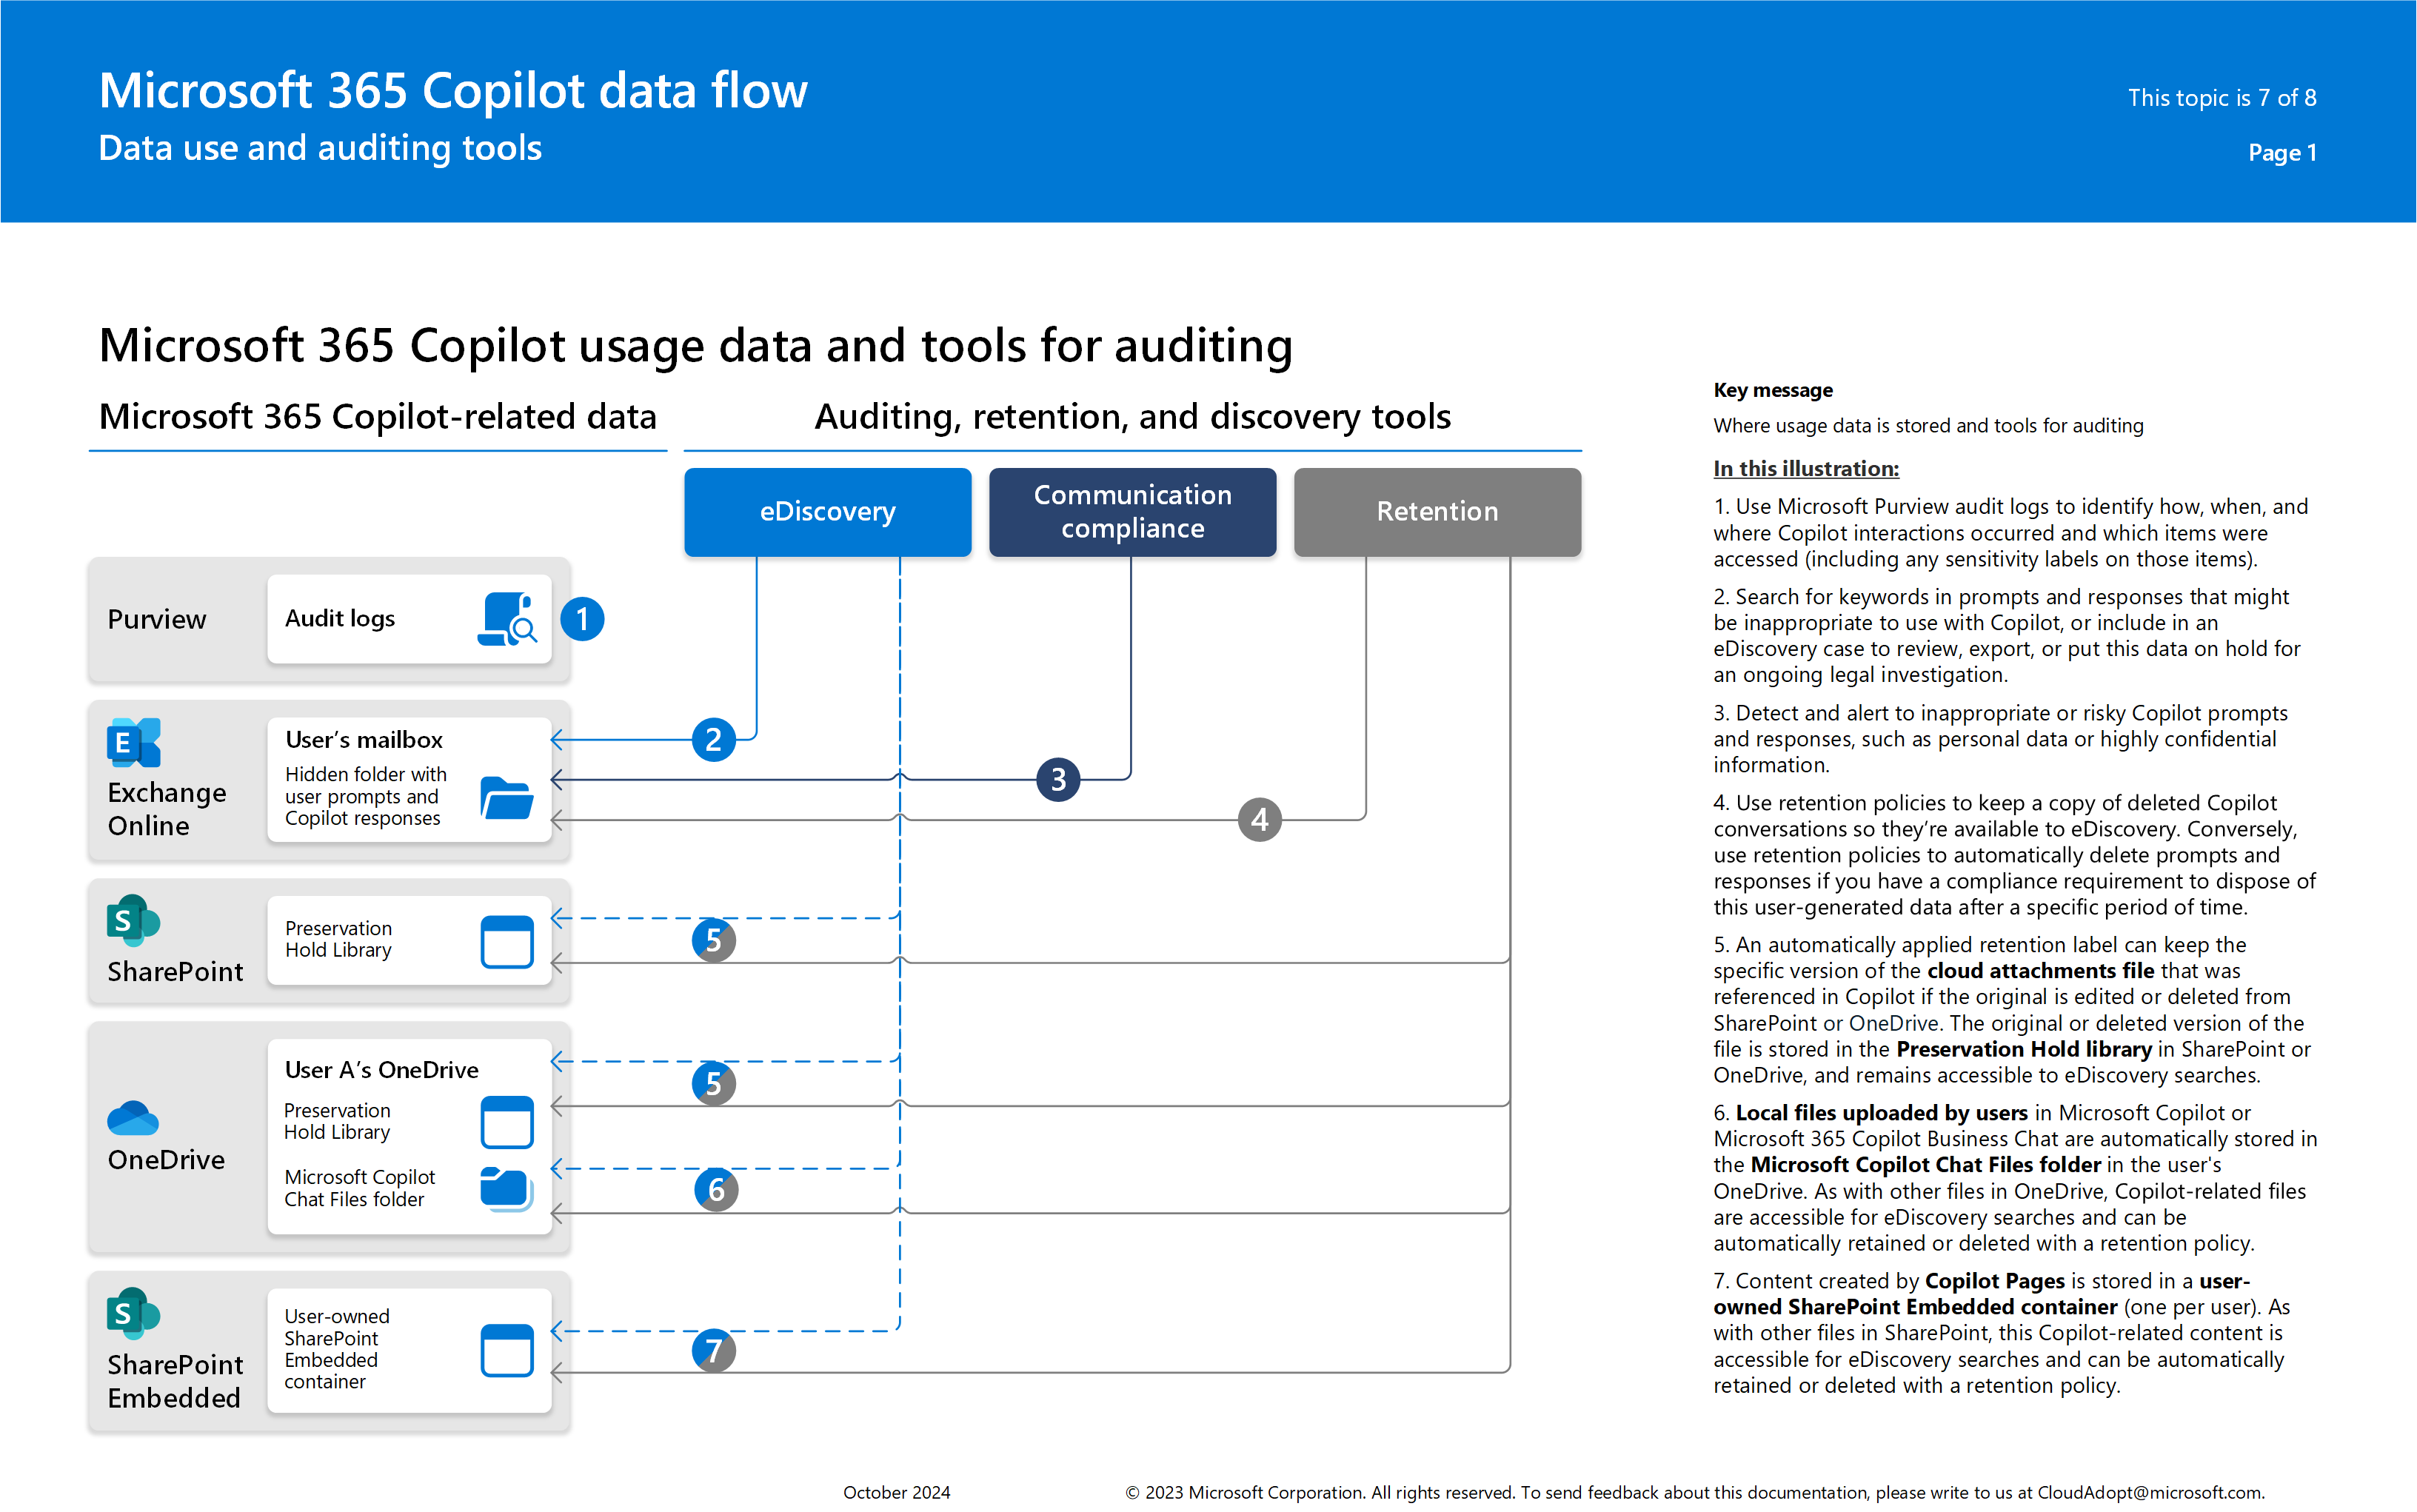 Microsoft 365 Copilot data flow
Data use and auditing tools
This topic is 7 of 8
Page 1
Microsoft 365 Copilot usage data and tools for auditing
Microsoft 365 Copilot-related data
Auditing, retention, and discovery tools
eDiscovery
Communication
compliance
Retention
Purview
Audit logs
1
E
Exchange
Online
User's mailbox
Hidden folder with
user prompts and
Copilot responses
2
3
4
S
SharePoint
Preservation
Hold Library
5
OneDrive
User A's OneDrive
Preservation
Hold Library
5
Microsoft Copilot
Chat Files folder
6
S
SharePoint
Embedded
User-owned
SharePoint
Embedded
container
7
Key message
Where usage data is stored and tools for auditing
In this illustration:
1. Use Microsoft Purview audit logs to identify how, when, and
where Copilot interactions occurred and which items were
accessed (including any sensitivity labels on those items).
2. Search for keywords in prompts and responses that might
be inappropriate to use with Copilot, or include in an
eDiscovery case to review, export, or put this data on hold for
an ongoing legal investigation.
3. Detect and alert to inappropriate or risky Copilot prompts
and responses, such as personal data or highly confidential
information.
4. Use retention policies to keep a copy of deleted Copilot
conversations so they're available to eDiscovery. Conversely,
use retention policies to automatically delete prompts and
responses if you have a compliance requirement to dispose of
this user-generated data after a specific period of time.
5. An automatically applied retention label can keep the
specific version of the cloud attachments file that was
referenced in Copilot if the original is edited or deleted from
SharePoint or OneDrive. The original or deleted version of the
file is stored in the Preservation Hold library in SharePoint or
OneDrive, and remains accessible to eDiscovery searches.
6. Local files uploaded by users in Microsoft Copilot or
Microsoft 365 Copilot Business Chat are automatically stored in
the Microsoft Copilot Chat Files folder in the user's
OneDrive. As with other files in OneDrive, Copilot-related files
are accessible for eDiscovery searches and can be
automatically retained or deleted with a retention policy.
7. Content created by Copilot Pages is stored in a user-
owned SharePoint Embedded container (one per user). As
with other files in SharePoint, this Copilot-related content is
accessible for eDiscovery searches and can be automatically
retained or deleted with a retention policy.
October 2024
© 2023 Microsoft Corporation. All rights reserved. To send feedback about this documentation, please write to us at CloudAdopt@microsoft.com.